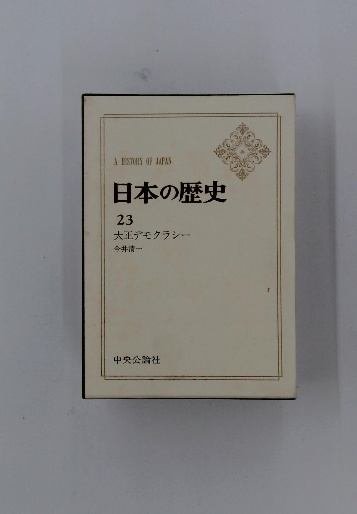 A HISTORY OF JAPAN
日本の歴史
23
大正デモクラシー
今井清一
中央公論社